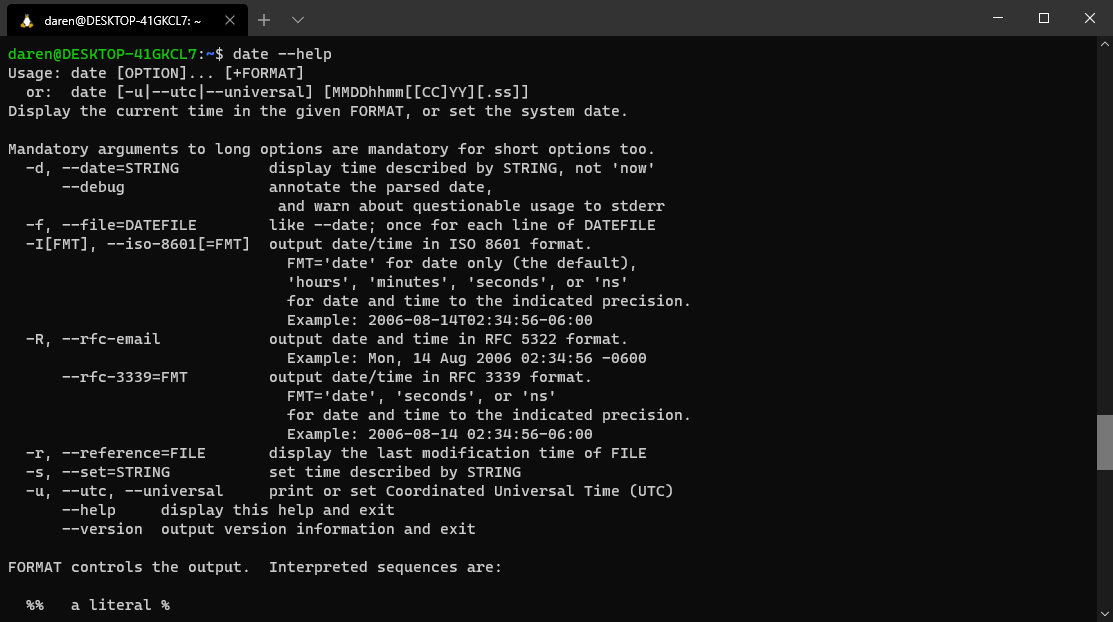 daren@DESKTOP-41GKCL7: ~
daren@DESKTOP-41GKCL7:~$ date --help
Usage: date [OPTION]... [+FORMAT]
  or:  date [-u|--utc|--universal] [MMDDhhmm[[CC]YY][.ss]]
Display the current time in the given FORMAT, or set the system date.

Mandatory arguments to long options are mandatory for short options too.
  -d, --date=STRING          display time described by STRING, not 'now'
      --debug                annotate the parsed date,
                              and warn about questionable usage to stderr
  -f, --file=DATEFILE        like --date; once for each line of DATEFILE
  -I[FMT], --iso-8601[=FMT]  output date/time in ISO 8601 format.
                               FMT='date' for date only (the default),
                               'hours', 'minutes', 'seconds', or 'ns'
                               for date and time to the indicated precision.
                               Example: 2006-08-14T02:34:56-06:00
  -R, --rfc-email            output date and time in RFC 5322 format.
                               Example: Mon, 14 Aug 2006 02:34:56 -0600
      --rfc-3339=FMT         output date/time in RFC 3339 format.
                               FMT='date', 'seconds', or 'ns'
                               for date and time to the indicated precision.
                               Example: 2006-08-14 02:34:56-06:00
  -r, --reference=FILE       display the last modification time of FILE
  -s, --set=STRING           set time described by STRING
  -u, --utc, --universal     print or set Coordinated Universal Time (UTC)
      --help     display this help and exit
      --version  output version information and exit

FORMAT controls the output.  Interpreted sequences are:

  %%   a literal %